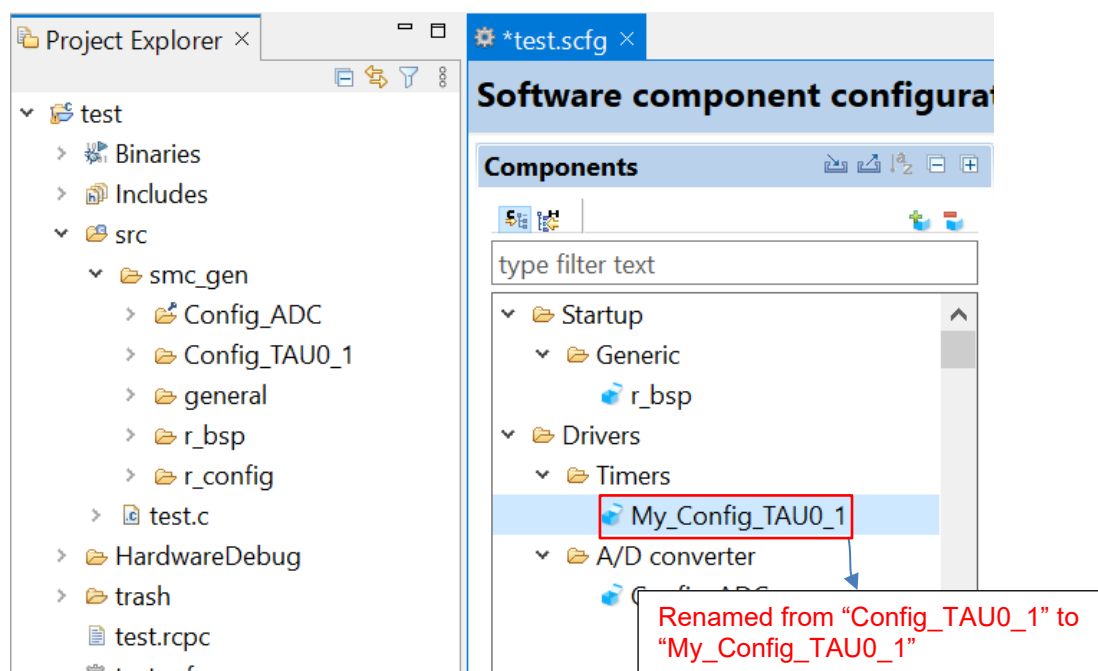 Project Explorer
test
Binaries
Includes
src
smc_gen
Config_ADC
Config_TAU0_1
general
r_bsp
r_config
test.c
HardwareDebug
trash
test.rcpc
*test.scfg
Software component configura
Components
type filter text
Startup
Generic
r_bsp
Drivers
Timers
My_Config_TAU0_1
A/D converter
Renamed from “Config_TAU0_1” to
“My_Config_TAU0_1”